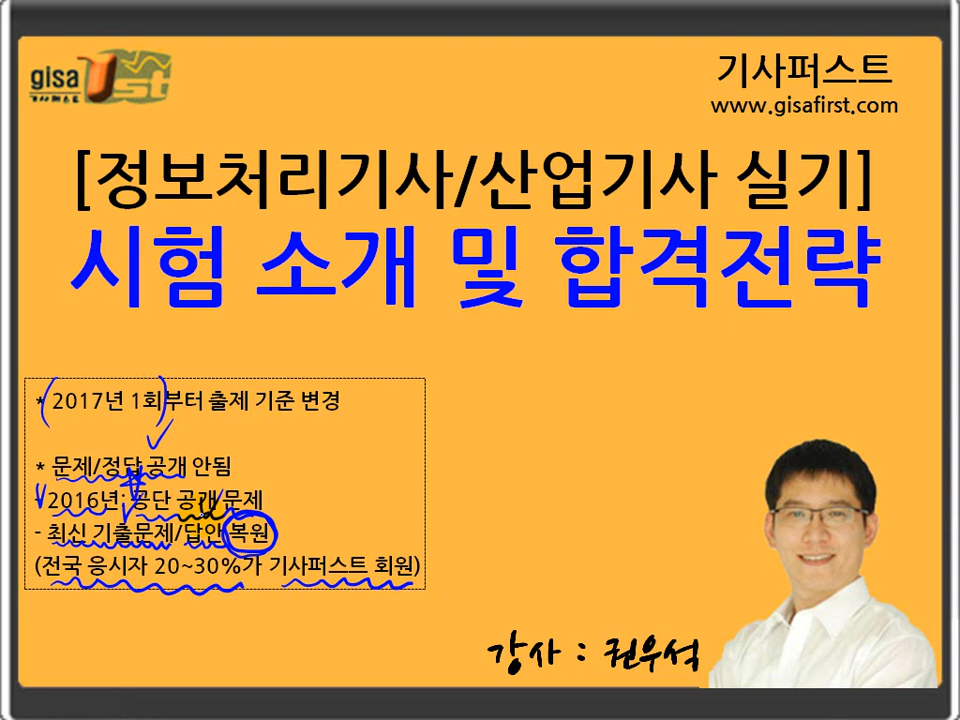 gisa 1st
기사퍼스트
기사퍼스트
www.gisafirst.com
[정보처리기사/산업기사 실기]
시험 소개 및 합격전략
* 2017년 1회부터 출제 기준 변경
* 문제/정답 공개 안됨
- 2016년: 공단 공개 문제
- 최신 기출문제/답안 복원
(전국 응시자 20~30%가 기사퍼스트 회원)
강사 : 권우석